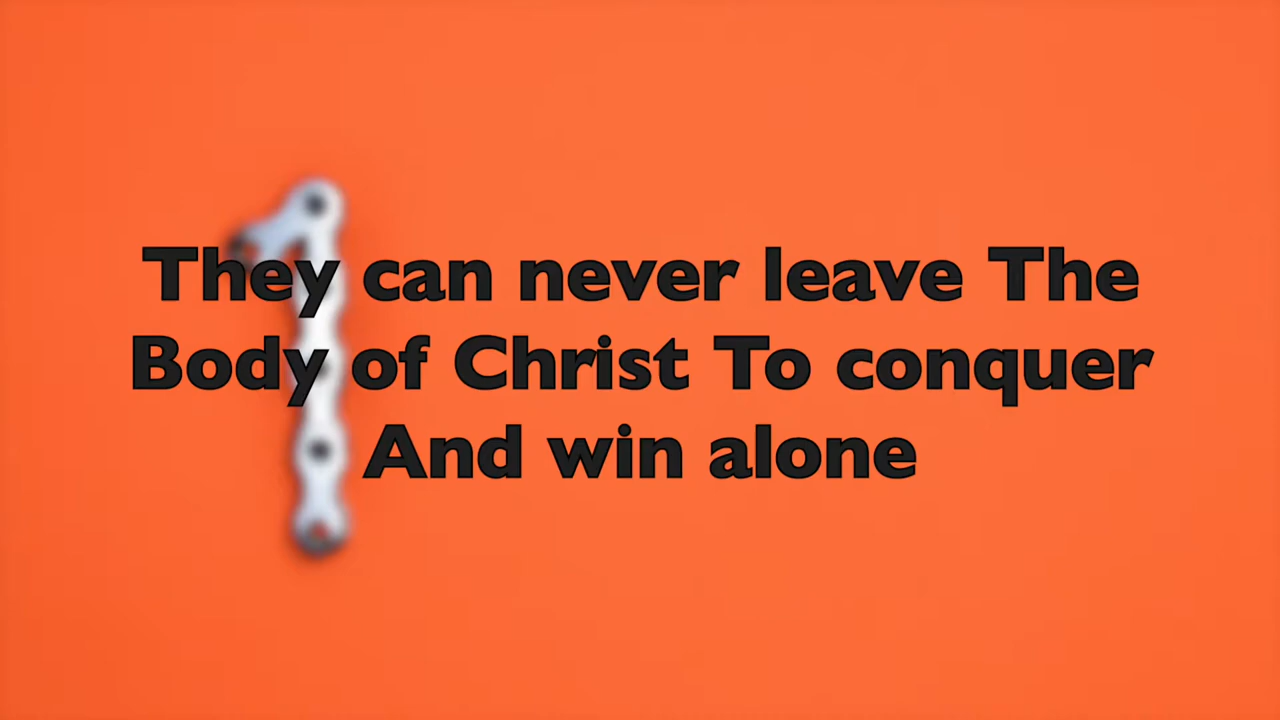 They can never leave The
Body of Christ To conquer
And win alone